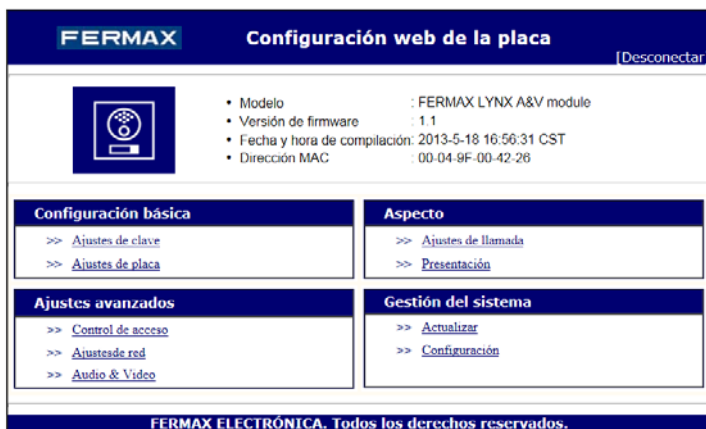 FERMAX
Configuración web de la placa
[Desconectar
• Modelo : FERMAX LYNX A&V module
• Versión de firmware : 1.1
• Fecha y hora de compilación: 2013-5-18 16:56:31 CST
• Dirección MAC : 00-04-9F-00-42-26
Configuración básica
>> Ajustes de clave
>> Ajustes de placa
Aspecto
>> Ajustes de llamada
>> Presentación
Ajustes avanzados
>> Control de acceso
>> Ajustesde red
>> Audio & Video
Gestión del sistema
>> Actualizar
>> Configuración
FERMAX ELECTRÓNICA. Todos los derechos reservados.